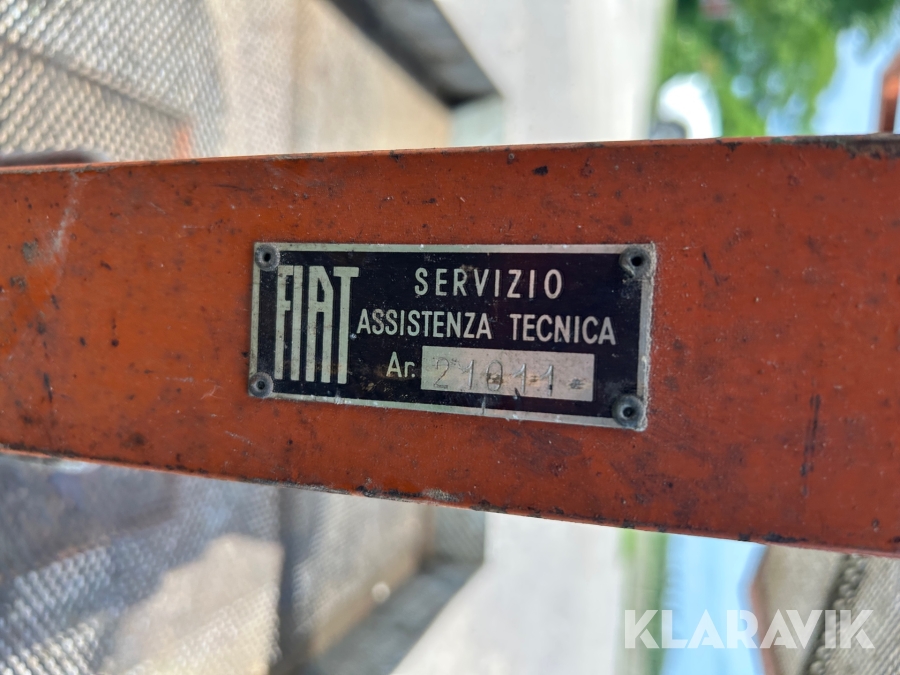 FIAT
SERVIZIO
ASSISTENZA TECNICA
Ar. 21011
KLARAVIK